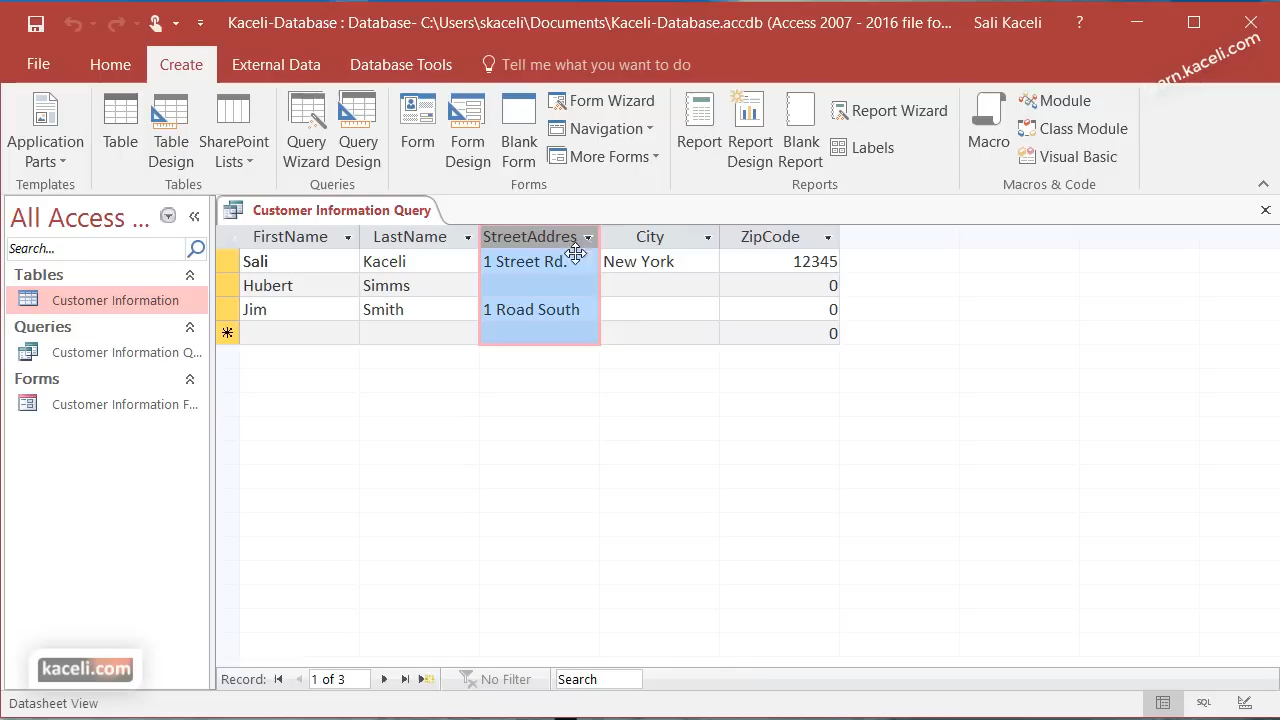 Kaceli-Database : Database- C:\Users\skaceli\Documents\Kaceli-Database.accdb (Access 2007 - 2016 file fo...
Sali Kaceli
?
File
Home
Create
External Data
Database Tools
Tell me what you want to do
Application Parts
Table
Table Design
SharePoint Lists
Query Wizard
Query Design
Form
Form Design
Blank Form
Form Wizard
Navigation
More Forms
Report
Report Design
Blank Report
Report Wizard
Labels
Macro
Module
Class Module
Visual Basic
Templates
Tables
Queries
Forms
Reports
Macros & Code
All Access ...
Search...
Tables
Customer Information
Queries
Customer Information Q...
Forms
Customer Information F...
Customer Information Query
FirstName LastName StreetAddres City ZipCode
Sali Kaceli 1 Street Rd. New York 12345
Hubert Simms 0
Jim Smith 1 Road South 0
0
kaceli.com
Record: 1 of 3 No Filter Search
Datasheet View
SQL